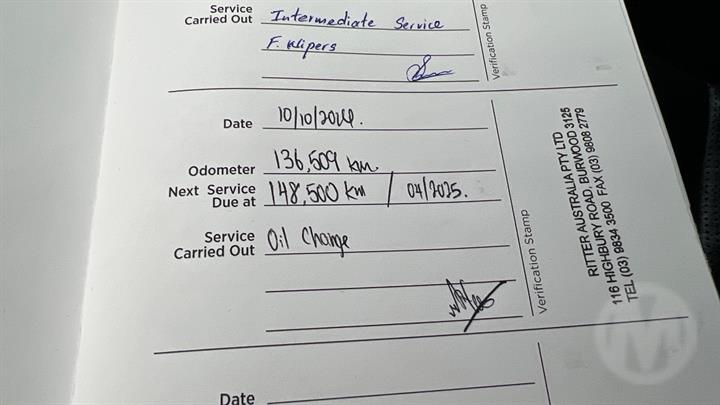 Service
Carried Out Intermediate Service
F. Wipers
Verification Stamp
Date 10/10/2024.
Odometer 136,509 km.
Next Service
Due at 148,500 km / 04/2025.
Service
Carried Out Oil Change
Verification Stamp
RITTER AUSTRALIA PTY LTD
116 HIGHBURY ROAD, BURWOOD 3125
TEL (03) 9834 3500 FAX (03) 9808 2779
Date
M